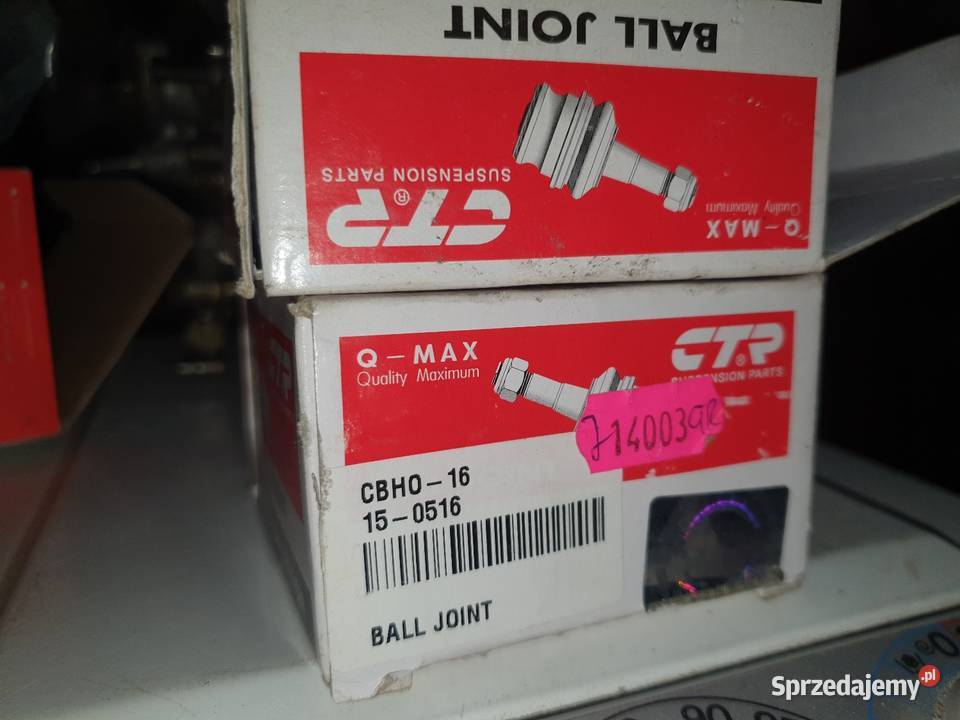 BALL JOINT
CTR®
SUSPENSION PARTS
Q-MAX
Quality Maximum
Q-MAX
Quality Maximum
CTR®
SUSPENSION PARTS
CTR
CBHO-16
15-0516
BALL JOINT
Sprzedajemy.pl